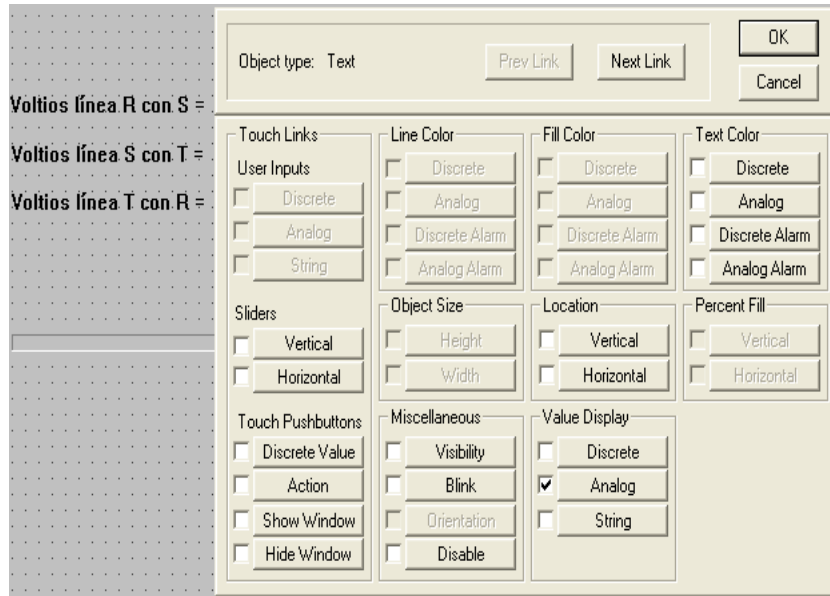 Voltios línea R con S =
Voltios línea S con T =
Voltios línea T con R =
Object type: Text
Prev Link
Next Link
OK
Cancel
Touch Links
User Inputs
Discrete
Analog
String
Sliders
Vertical
Horizontal
Touch Pushbuttons
Discrete Value
Action
Show Window
Hide Window
Line Color
Discrete
Analog
Discrete Alarm
Analog Alarm
Object Size
Height
Width
Miscellaneous
Visibility
Blink
Orientation
Disable
Fill Color
Discrete
Analog
Discrete Alarm
Analog Alarm
Location
Vertical
Horizontal
Value Display
Discrete
Analog
String
Text Color
Discrete
Analog
Discrete Alarm
Analog Alarm
Percent Fill
Vertical
Horizontal